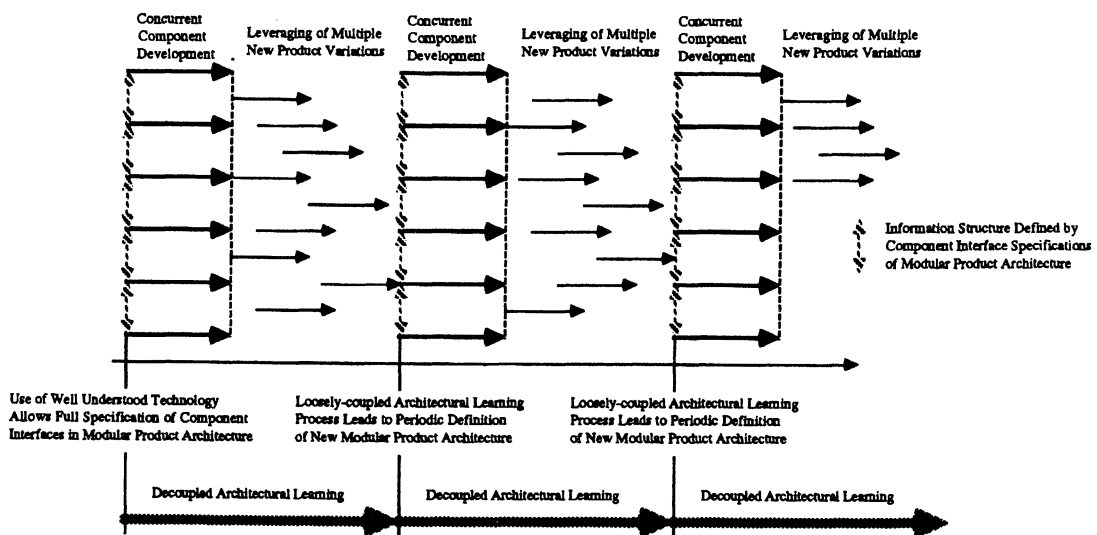 Concurrent
Component
Development
Leveraging of Multiple
New Product Variations
Concurrent
Component
Development
Leveraging of Multiple
New Product Variations
Concurrent
Component
Development
Leveraging of Multiple
New Product Variations
Information Structure Defined by
Component Interface Specifications
of Modular Product Architecture
Use of Well Understood Technology
Allows Full Specification of Component
Interfaces in Modular Product Architecture
Loosely-coupled Architectural Learning
Process Leads to Periodic Definition
of New Modular Product Architecture
Loosely-coupled Architectural Learning
Process Leads to Periodic Definition
of New Modular Product Architecture
Decoupled Architectural Learning
Decoupled Architectural Learning
Decoupled Architectural Learning